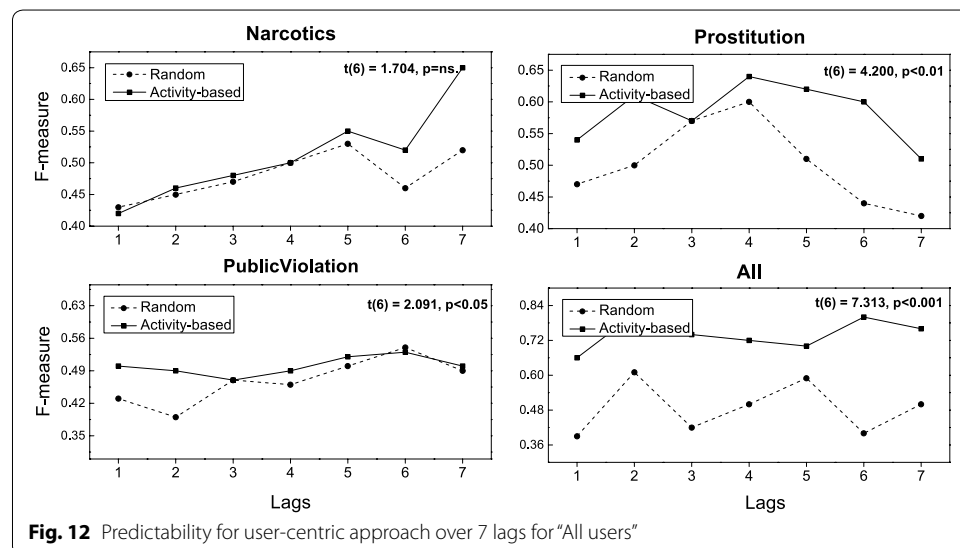 Narcotics
Random
Activity-based
t(6) = 1.704, p=ns.
F-measure
0.65
0.60
0.55
0.50
0.45
0.40
1 2 3 4 5 6 7
Prostitution
Random
Activity-based
t(6) = 4.200, p<0.01
0.65
0.60
0.55
0.50
0.45
0.40
1 2 3 4 5 6 7
PublicViolation
Random
Activity-based
t(6) = 2.091, p<0.05
F-measure
0.63
0.56
0.49
0.42
0.35
1 2 3 4 5 6 7
Lags
All
Random
Activity-based
t(6) = 7.313, p<0.001
0.84
0.72
0.60
0.48
0.36
1 2 3 4 5 6 7
Lags
Fig. 12 Predictability for user-centric approach over 7 lags for “All users”